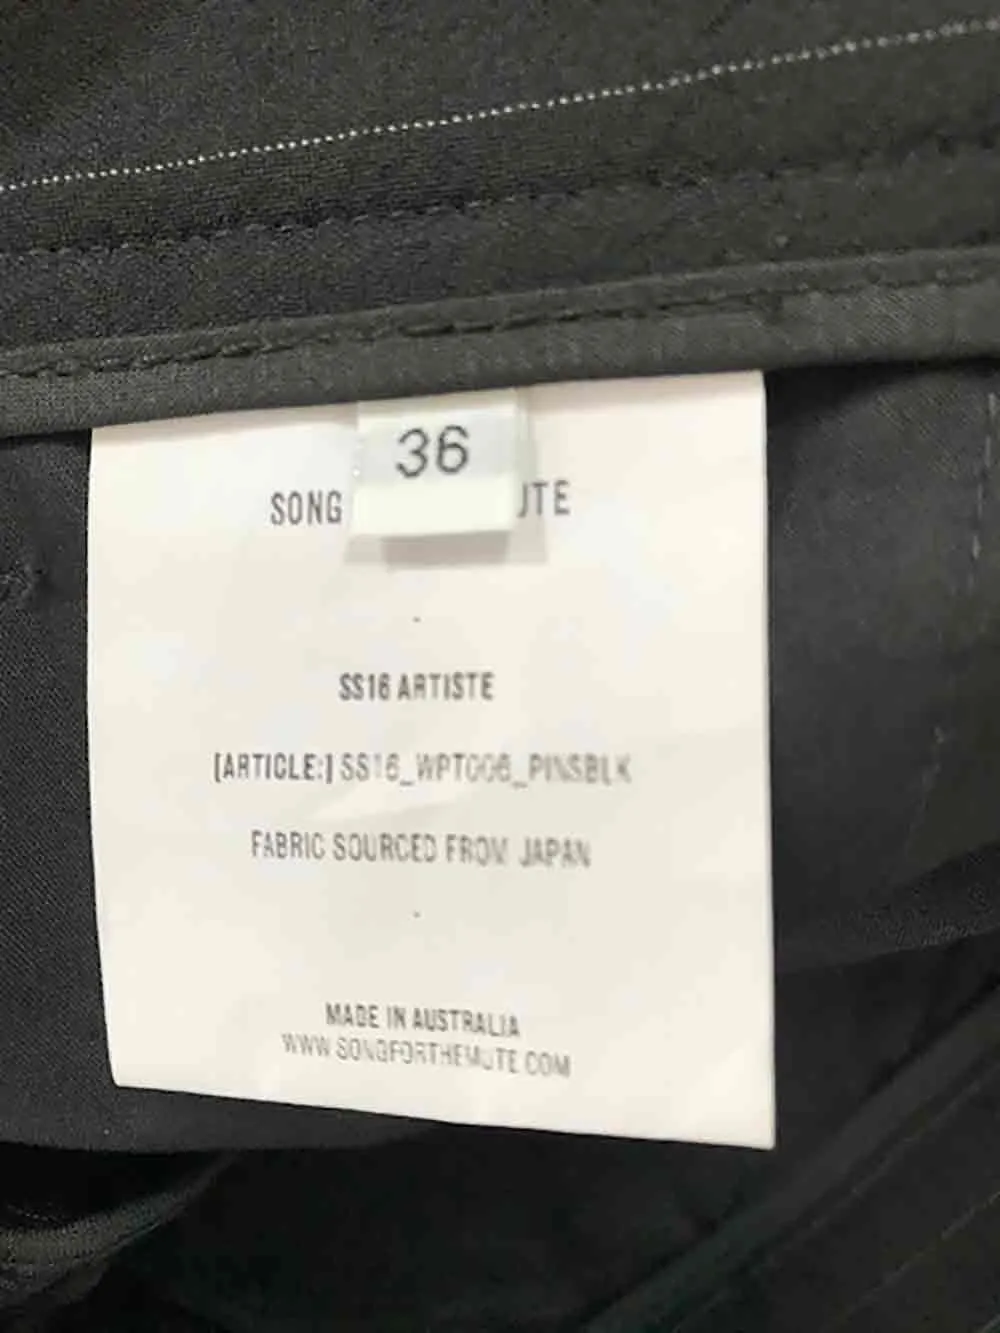 36
SONG UTE
SS16 ARTISTE
[ARTICLE:] SS16_WPT006_PINSBLK
FABRIC SOURCED FROM JAPAN
MADE IN AUSTRALIA
WWW.SONGFORTHEMUTE.COM